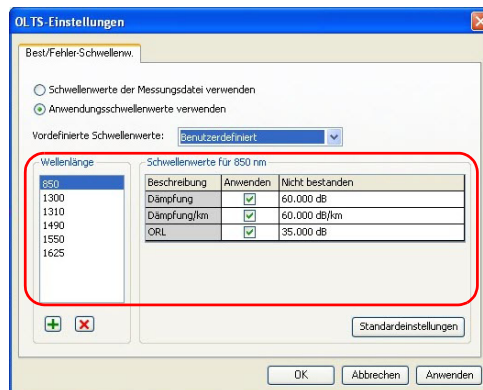 OLTS-Einstellungen
Best/Fehler-Schwellenw.
Schwellenwerte der Messungsdatei verwenden
Anwendungsschwellenwerte verwenden
Vordefinierte Schwellenwerte: Benutzerdefiniert
Wellenlänge
850
1300
1310
1490
1550
1625
Schwellenwerte für 850 nm
Beschreibung Anwenden Nicht bestanden
Dämpfung 60.000 dB
Dämpfung/km 60.000 dB/km
ORL 35.000 dB
Standardeinstellungen
OK Abbrechen Anwenden